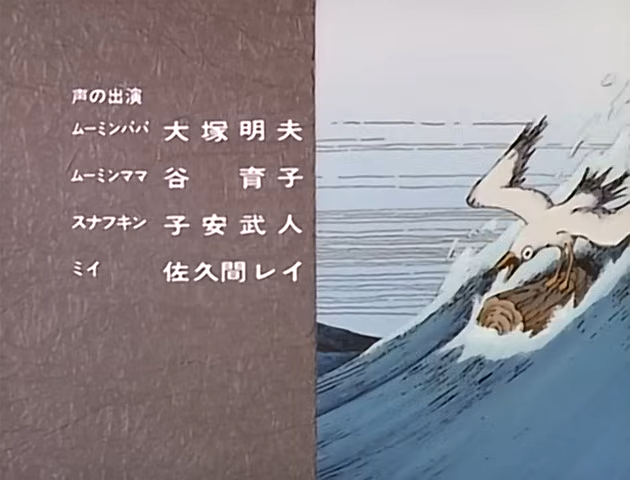 声の出演
ムーミンパパ 大塚明夫
ムーミンママ 谷 育子
スナフキン 子安武人
ミイ 佐久間レイ